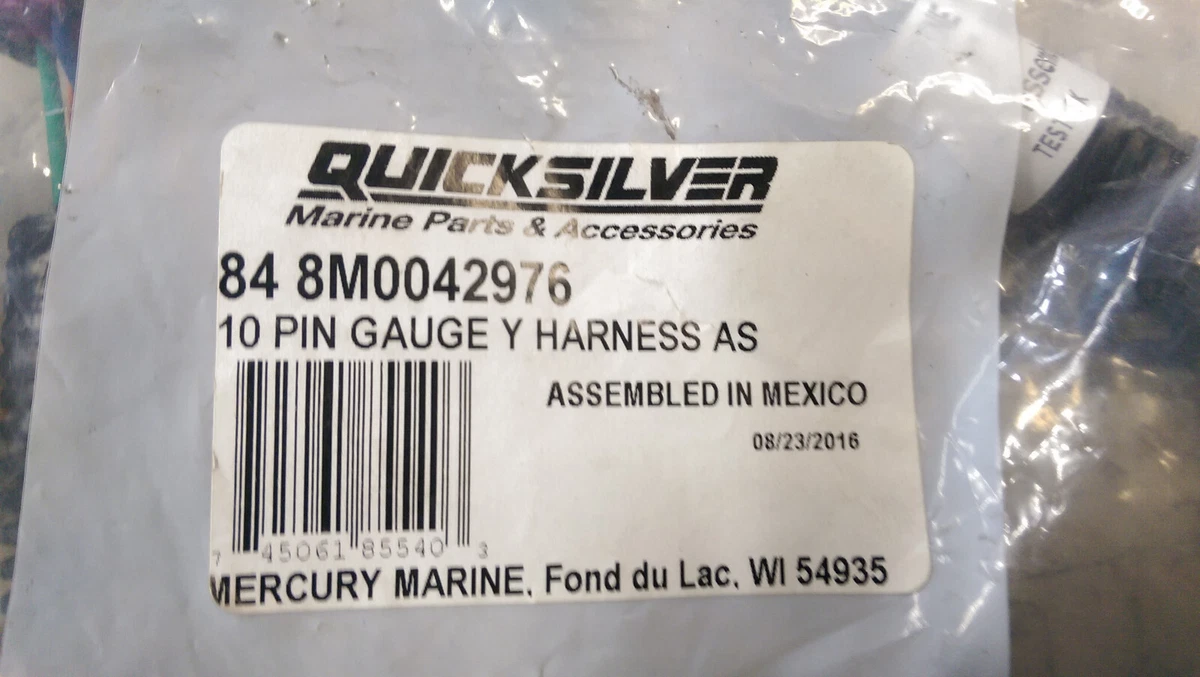 QUICKSILVER
Marine Parts & Accessories
84 8M0042976
10 PIN GAUGE Y HARNESS AS
ASSEMBLED IN MEXICO
08/23/2016
7 45061 85540 3
MERCURY MARINE, Fond du Lac, WI 54935
TEST